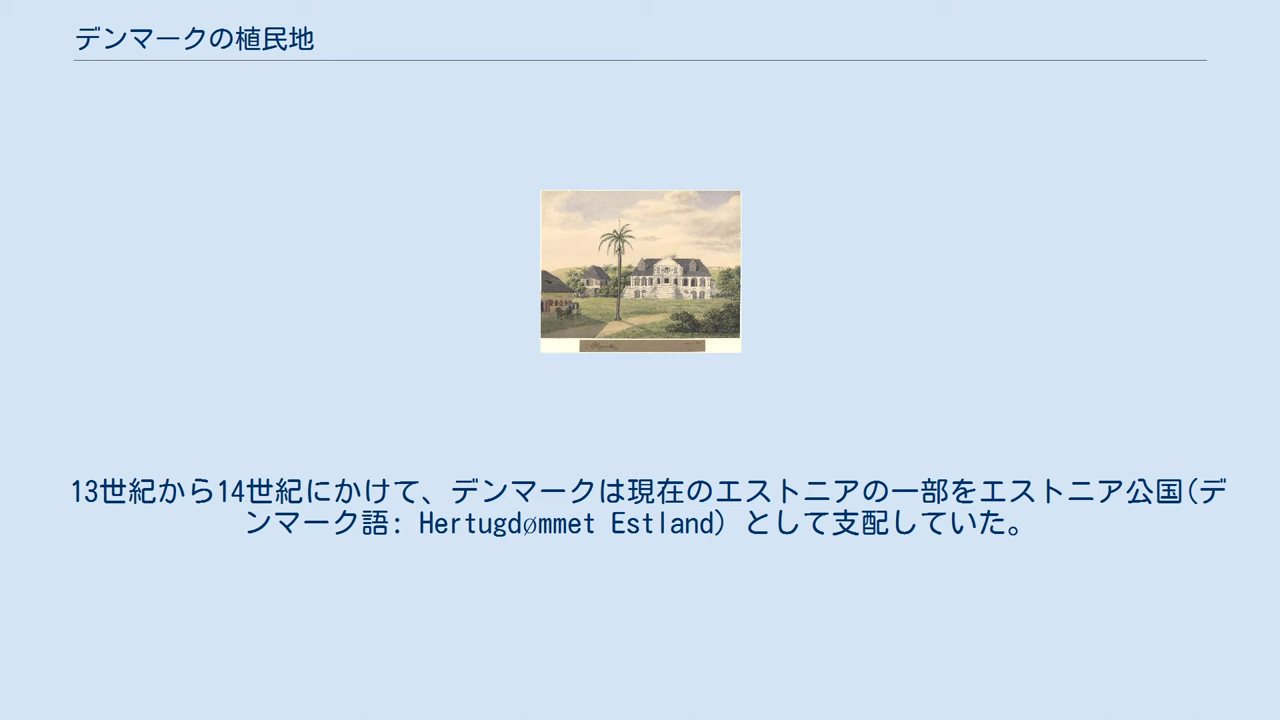 デンマークの植民地
13世紀から14世紀にかけて、デンマークは現在のエストニアの一部をエストニア公国(デ
ンマーク語: Hertugdømmet Estland) として支配していた。